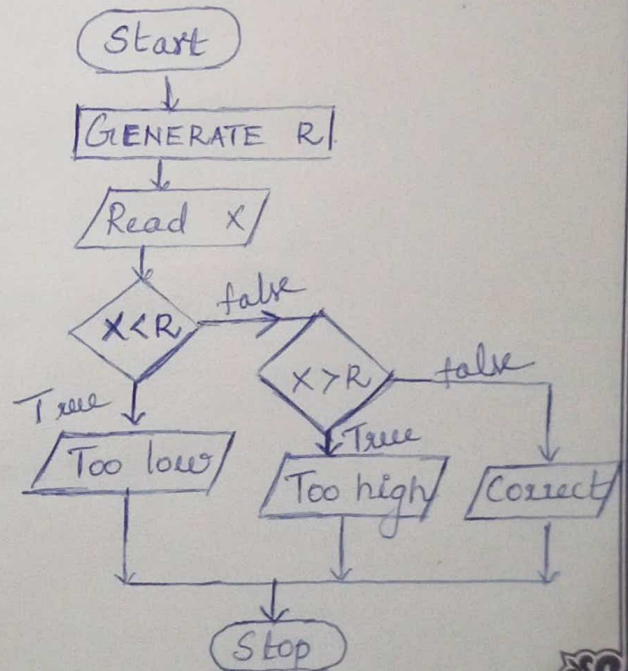 Start
GENERATE R
Read X
X<R
false
X>R
false
True
True
Too low
Too high
Correct
Stop